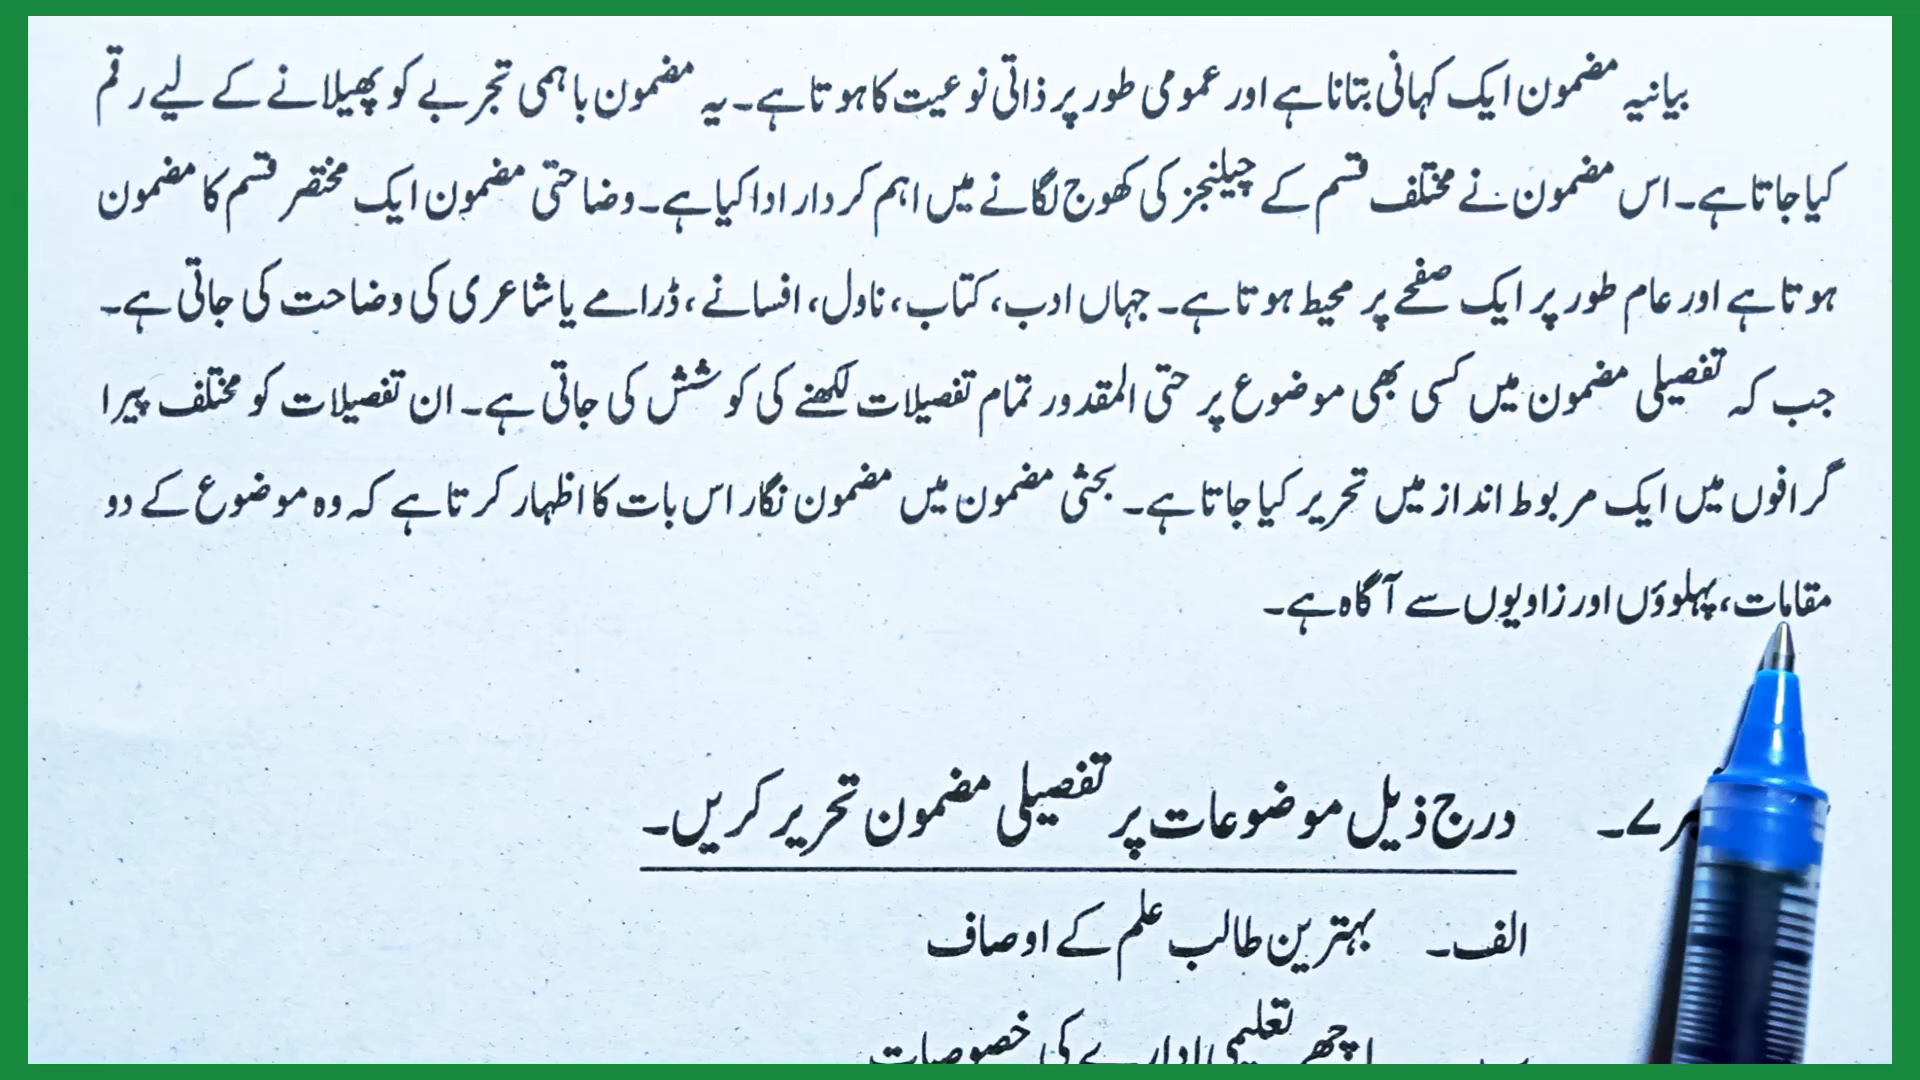 بیانیہ مضمون ایک کہانی بتانا ہے اور عمومی طور پر ذاتی نوعیت کا ہوتا ہے۔ یہ مضمون باہمی تجربے کو پھیلانے کے لیے رقم
کیا جاتا ہے۔ اس مضمون نے مختلف قسم کے چیلنجز کی کھوج لگانے میں اہم کردار ادا کیا ہے۔ وضاحتی مضمون ایک مختصر قسم کا مضمون
ہوتا ہے اور عام طور پر ایک صفحے پر محیط ہوتا ہے۔ جہاں ادب، کتاب، ناول، افسانے، ڈرامے یا شاعری کی وضاحت کی جاتی ہے۔
جب کہ تفصیلی مضمون میں کسی بھی موضوع پر حتی المقدور تمام تفصیلات لکھنے کی کوشش کی جاتی ہے۔ ان تفصیلات کو مختلف پیرا
گرافوں میں ایک مربوط انداز میں تحریر کیا جاتا ہے۔ بحثی مضمون میں مضمون نگار اس بات کا اظہار کرتا ہے کہ وہ موضوع کے دو
مقامات، پہلوؤں اور زاویوں سے آگاہ ہے۔
درج ذیل موضوعات پر تفصیلی مضمون تحریر کریں۔
الف۔ بہترین طالب علم کے اوصاف
اچھے تعلیمی ادارے کی خصوصیات